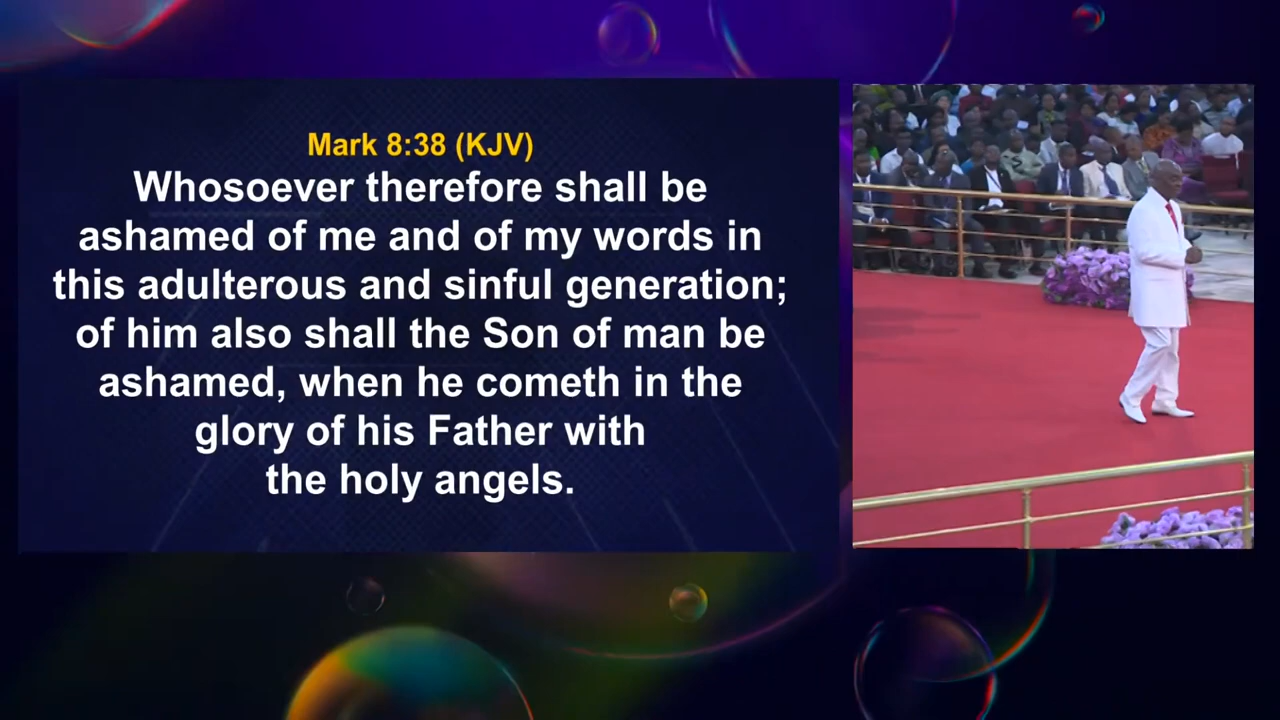 Mark 8:38 (KJV)
Whosoever therefore shall be
ashamed of me and of my words in
this adulterous and sinful generation;
of him also shall the Son of man be
ashamed, when he cometh in the
glory of his Father with
the holy angels.